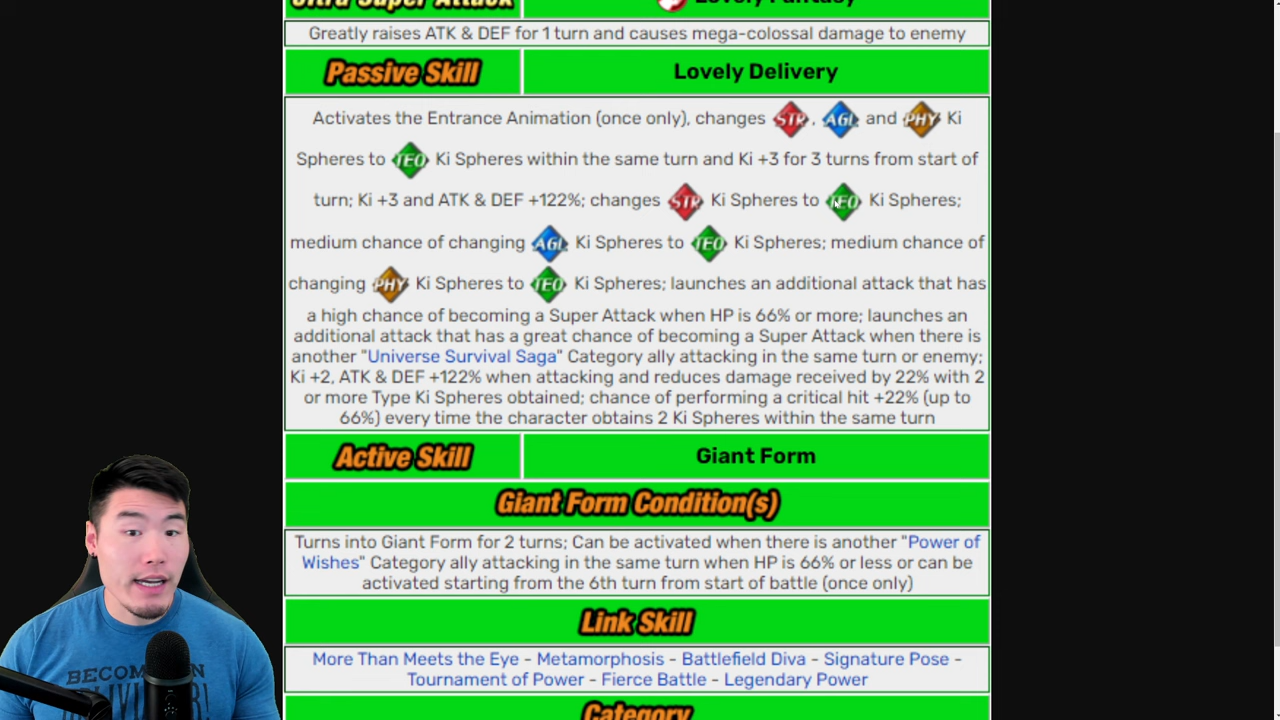 Ultra Super Attack Lovely Fantasy
Greatly raises ATK & DEF for 1 turn and causes mega-colossal damage to enemy
Passive Skill Lovely Delivery
Activates the Entrance Animation (once only), changes STR, AGL and PHY Ki
Spheres to TEQ Ki Spheres within the same turn and Ki +3 for 3 turns from start of
turn; Ki +3 and ATK & DEF +122%; changes STR Ki Spheres to TEQ Ki Spheres;
medium chance of changing AGL Ki Spheres to TEQ Ki Spheres; medium chance of
changing PHY Ki Spheres to TEQ Ki Spheres; launches an additional attack that has
a high chance of becoming a Super Attack when HP is 66% or more; launches an
additional attack that has a great chance of becoming a Super Attack when there is
another "Universe Survival Saga" Category ally attacking in the same turn or enemy;
Ki +2, ATK & DEF +122% when attacking and reduces damage received by 22% with 2
or more Type Ki Spheres obtained; chance of performing a critical hit +22% (up to
66%) every time the character obtains 2 Ki Spheres within the same turn
Active Skill Giant Form
Giant Form Condition(s)
Turns into Giant Form for 2 turns; Can be activated when there is another "Power of
Wishes" Category ally attacking in the same turn when HP is 66% or less or can be
activated starting from the 6th turn from start of battle (once only)
Link Skill
More Than Meets the Eye - Metamorphosis - Battlefield Diva - Signature Pose -
Tournament of Power - Fierce Battle - Legendary Power
Category
BECOM